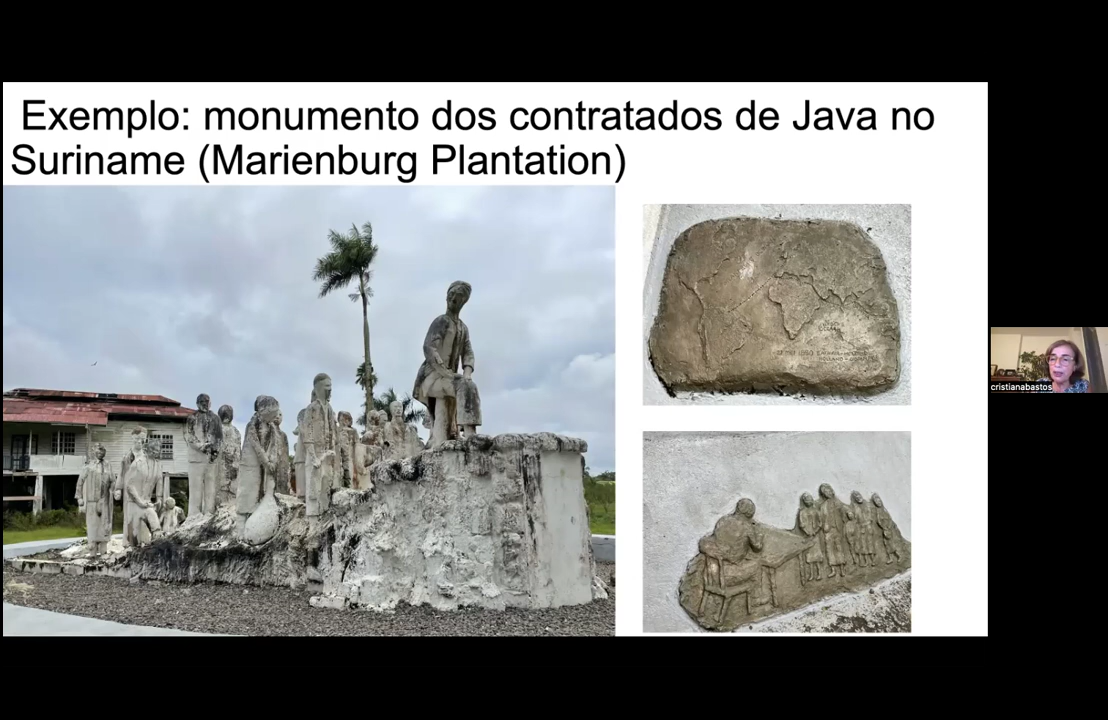 Exemplo: monumento dos contratados de Java no
Suriname (Marienburg Plantation)
cristianabastos